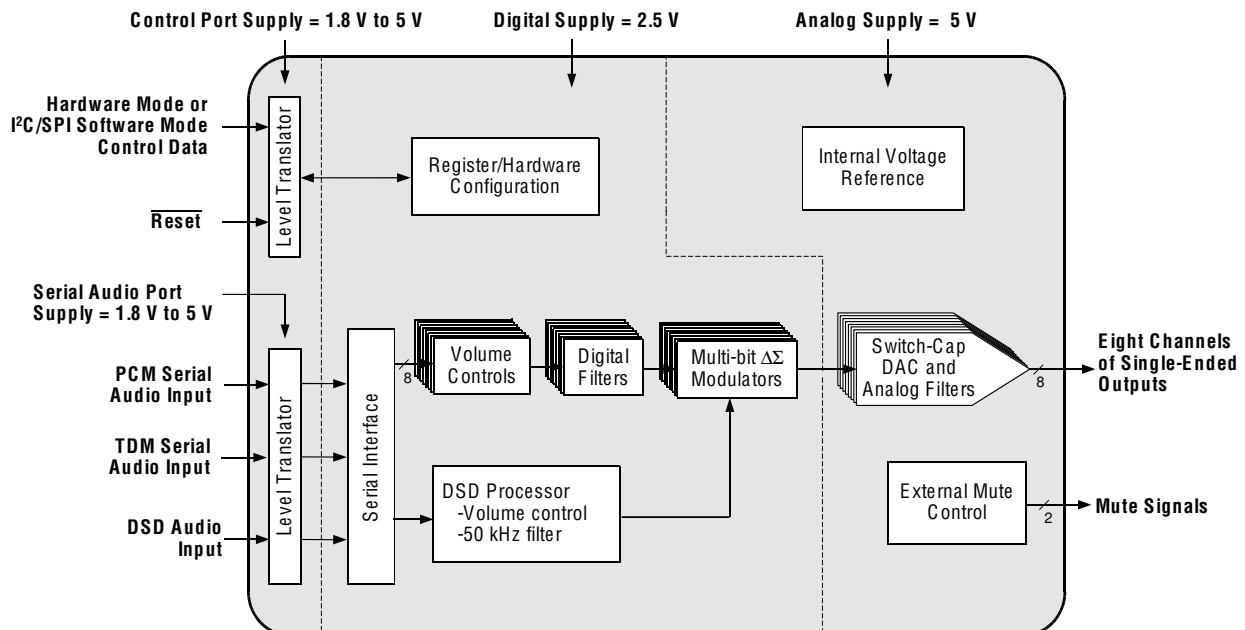 Control Port Supply = 1.8 V to 5 V
Digital Supply = 2.5 V
Analog Supply = 5 V
Hardware Mode or
I²C/SPI Software Mode
Control Data
Reset
Level Translator
Register/Hardware
Configuration
Internal Voltage
Reference
Serial Audio Port
Supply = 1.8 V to 5 V
PCM Serial
Audio Input
TDM Serial
Audio Input
DSD Audio
Input
Level Translator
Serial Interface
8
Volume
Controls
Digital
Filters
Multi-bit ΔΣ
Modulators
Switch-Cap
DAC and
Analog Filters
8
Eight Channels
of Single-Ended
Outputs
DSD Processor
-Volume control
-50 kHz filter
External Mute
Control
2
Mute Signals